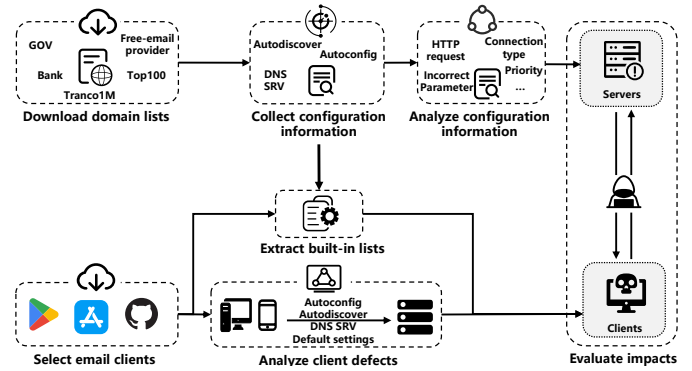 GOV
Free-email
provider
Bank
Top100
Tranco1M
Download domain lists
Autodiscover
Autoconfig
DNS
SRV
Collect configuration
information
HTTP
request
Connection
type
Incorrect
Parameter
Priority
...
Analyze configuration
information
Servers
Extract built-in lists
Select email clients
Autoconfig
Autodiscover
DNS SRV
Default settings
Analyze client defects
Clients
Evaluate impacts